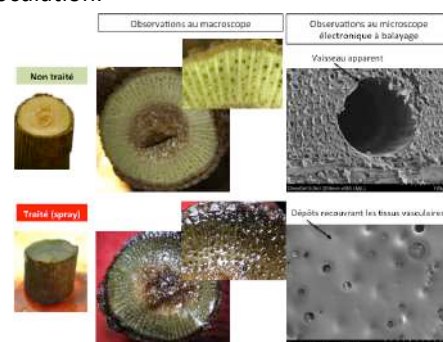 Observations au macroscope
Observations au microscope
électronique à balayage
Non traité
Vaisseau apparent
Traité (spray)
Dépôts recouvrant les tissus vasculaires